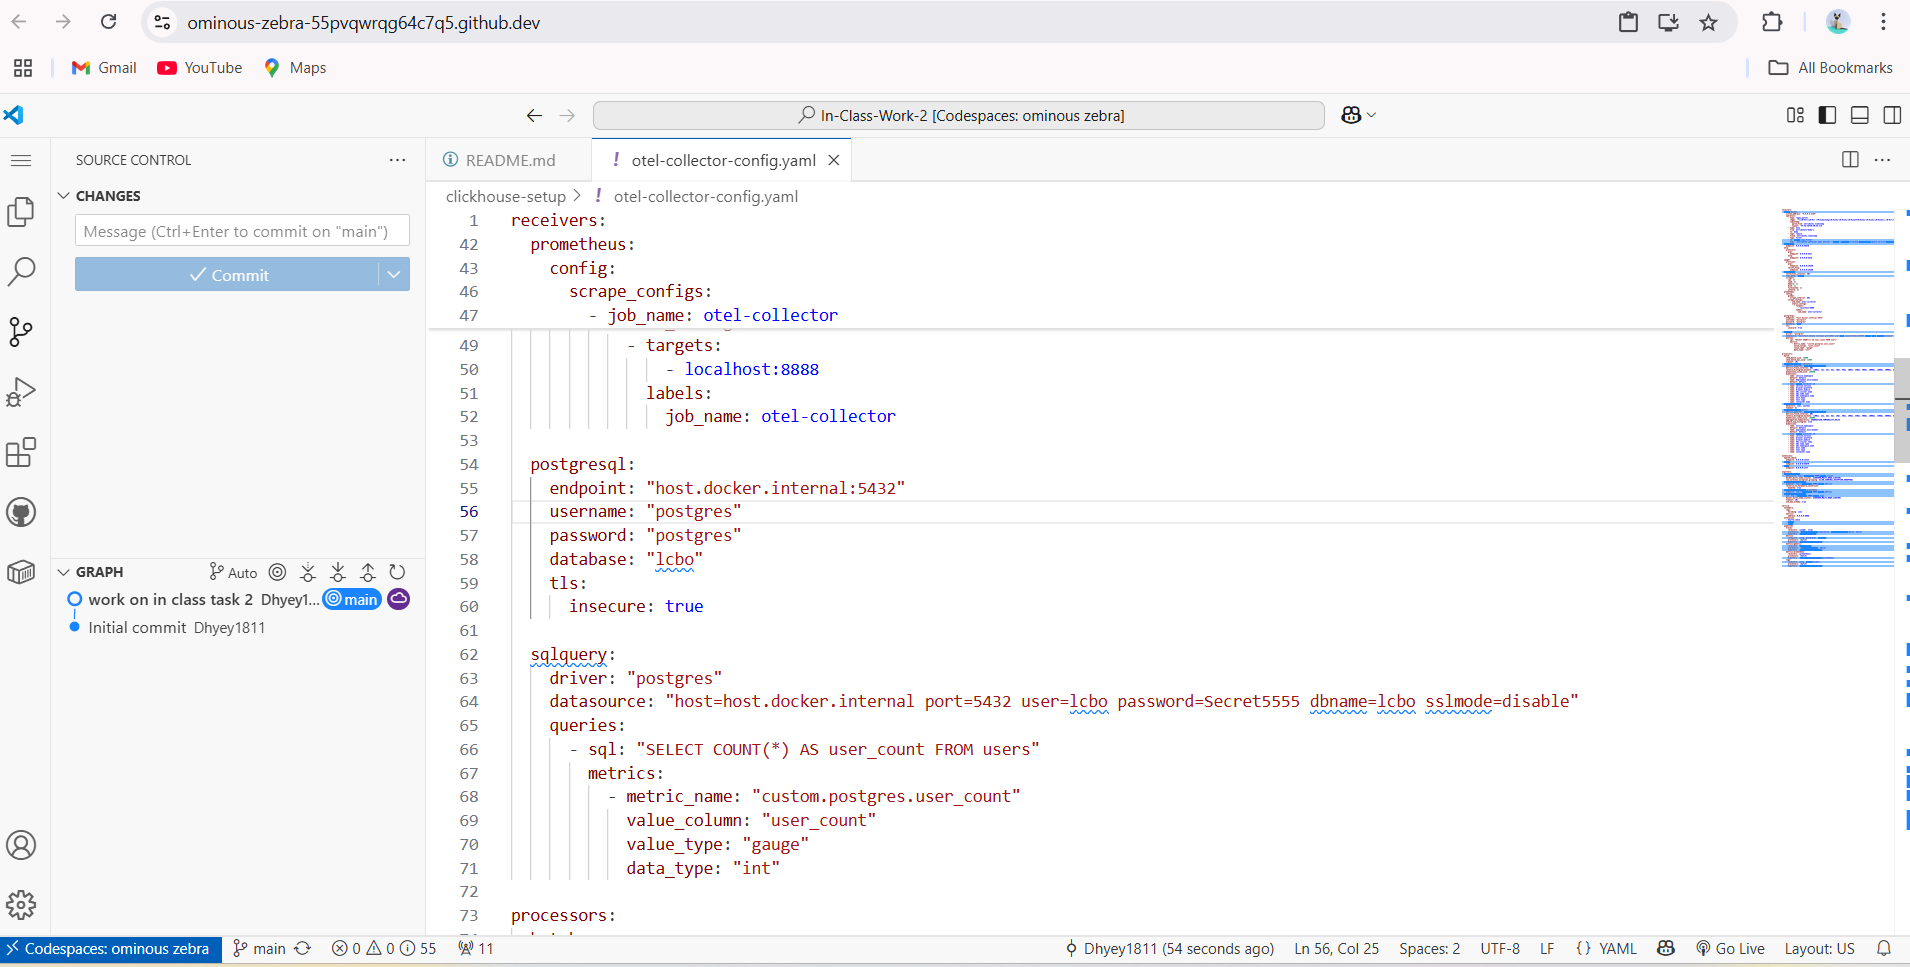 ominous-zebra-55pvqwrqg64c7q5.github.dev
Gmail
YouTube
Maps
All Bookmarks
In-Class-Work-2 [Codespaces: ominous zebra]
SOURCE CONTROL
CHANGES
Message (Ctrl+Enter to commit on "main")
Commit
GRAPH
Auto
work on in class task 2 Dhyey1... main
Initial commit Dhyey1811
README.md
! otel-collector-config.yaml
clickhouse-setup > ! otel-collector-config.yaml
1 receivers:
42 prometheus:
43 config:
46 scrape_configs:
47 - job_name: otel-collector
49 - targets:
50 - localhost:8888
51 labels:
52 job_name: otel-collector
53
54 postgresql:
55 endpoint: "host.docker.internal:5432"
56 username: "postgres"
57 password: "postgres"
58 database: "lcbo"
59 tls:
60 insecure: true
61
62 sqlquery:
63 driver: "postgres"
64 datasource: "host=host.docker.internal port=5432 user=lcbo password=Secret5555 dbname=lcbo sslmode=disable"
65 queries:
66 - sql: "SELECT COUNT(*) AS user_count FROM users"
67 metrics:
68 - metric_name: "custom.postgres.user_count"
69 value_column: "user_count"
70 value_type: "gauge"
71 data_type: "int"
72
73 processors:
Codespaces: ominous zebra
main
0 0 55
11
Dhyey1811 (54 seconds ago)
Ln 56, Col 25
Spaces: 2
UTF-8
LF
{} YAML
Go Live
Layout: US